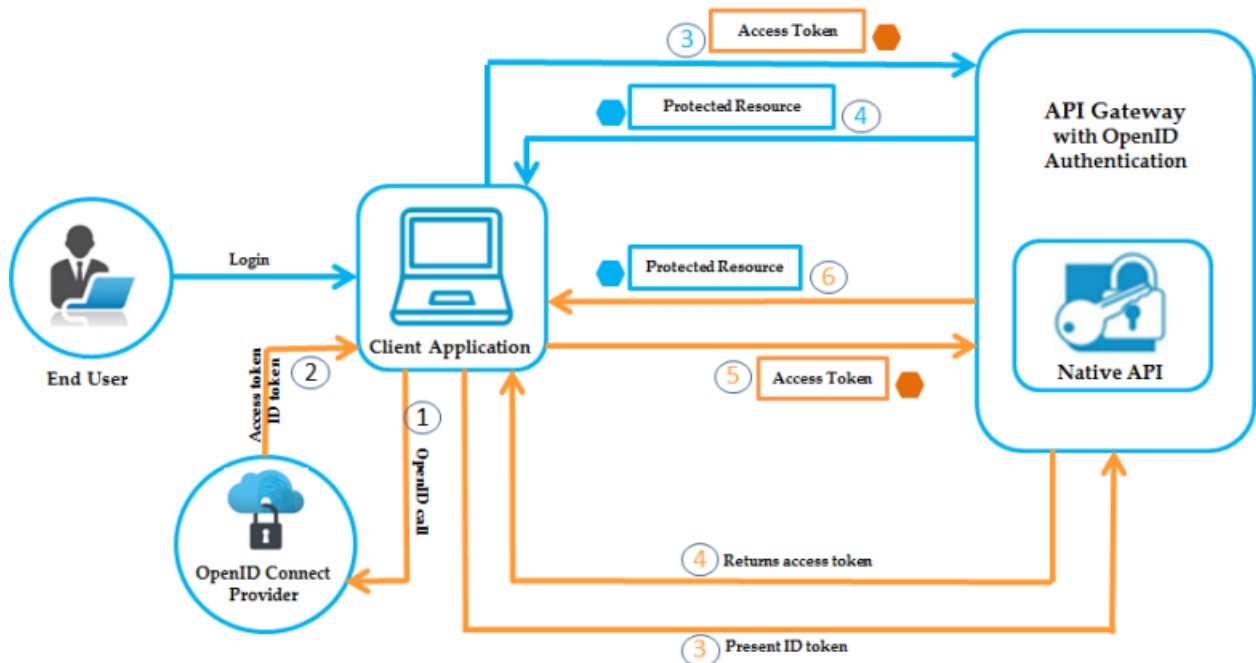 3
Access Token
Protected Resource
4
API Gateway
with OpenID
Authentication
Login
Protected Resource
6
Client Application
End User
Access token
ID token
2
5
Access Token
Native API
1
OpenID call
OpenID Connect
Provider
4
Returns access token
3
Present ID token